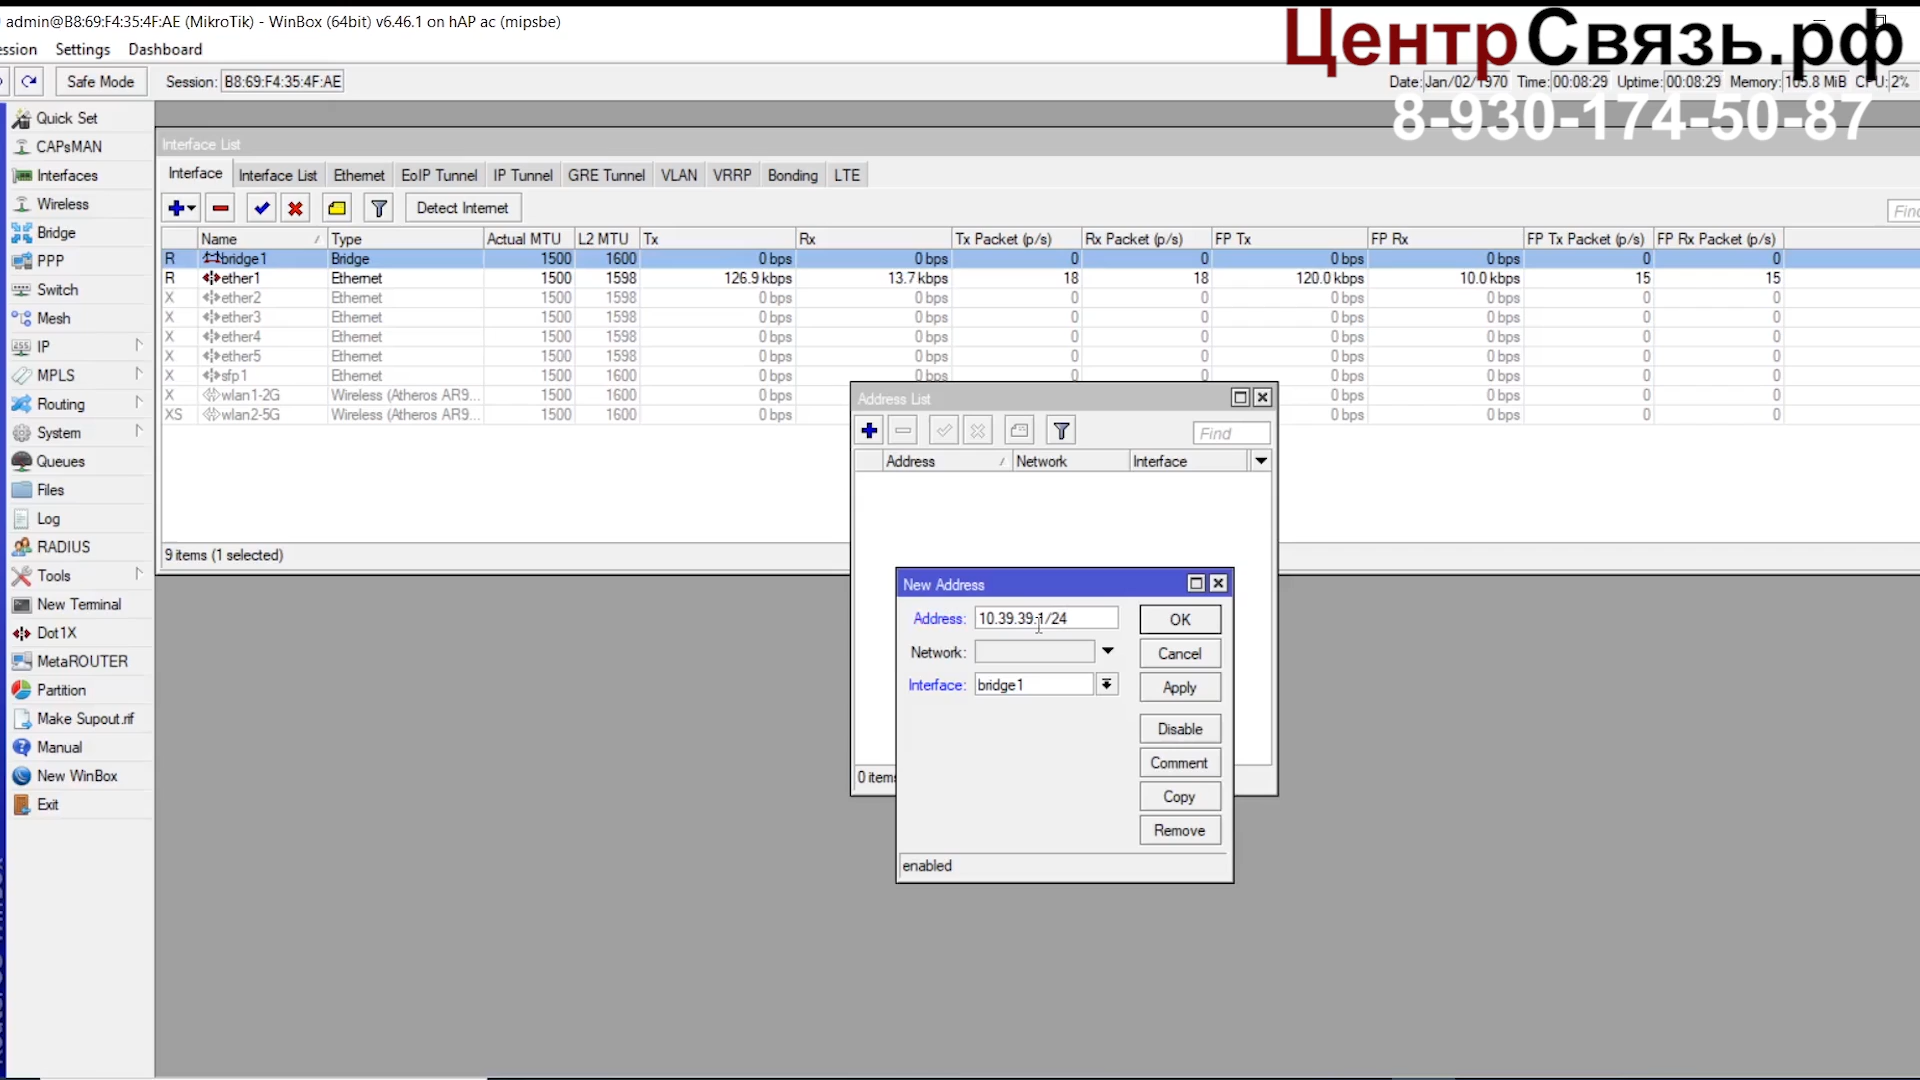 admin@B8:69:F4:35:4F:AE (MikroTik) - WinBox (64bit) v6.46.1 on hAP ac (mipsbe)
ЦентрСвязь.рф
ession Settings Dashboard
Safe Mode Session: B8:69:F4:35:4F:AE Date: Jan/02/1970 Time: 00:08:29 Uptime: 00:08:29 Memory: 105.8 MiB CPU: 2%
8-930-174-50-87
Quick Set
CAPsMAN
Interfaces
Wireless
Bridge
PPP
Switch
Mesh
IP
MPLS
Routing
System
Queues
Files
Log
RADIUS
Tools
New Terminal
Dot1X
MetaROUTER
Partition
Make Supout.rif
Manual
New WinBox
Exit
Interface List
Interface Interface List Ethernet EoIP Tunnel IP Tunnel GRE Tunnel VLAN VRRP Bonding LTE
Detect Internet
Find
Name / Type Actual MTU L2 MTU Tx Rx Tx Packet (p/s) Rx Packet (p/s) FP Tx FP Rx FP Tx Packet (p/s) FP Rx Packet (p/s)
R bridge1 Bridge 1500 1600 0 bps 0 bps 0 0 0 bps 0 bps 0 0
R ether1 Ethernet 1500 1598 126.9 kbps 13.7 kbps 18 18 120.0 kbps 10.0 kbps 15 15
X ether2 Ethernet 1500 1598 0 bps 0 bps 0 0 0 bps 0 bps 0 0
X ether3 Ethernet 1500 1598 0 bps 0 bps 0 0 0 bps 0 bps 0 0
X ether4 Ethernet 1500 1598 0 bps 0 bps 0 0 0 bps 0 bps 0 0
X ether5 Ethernet 1500 1598 0 bps 0 bps 0 0 0 bps 0 bps 0 0
X sfp1 Ethernet 1500 1600 0 bps 0 bps 0 0 0 bps 0 bps 0 0
X wlan1-2G Wireless (Atheros AR9... 1500 1600 0 bps 0 bps 0 0
XS wlan2-5G Wireless (Atheros AR9... 1500 1600 0 bps 0 bps 0 0
9 items (1 selected)
Address List
Find
Address / Network Interface
0 items
New Address
Address: 10.39.39.1/24 OK
Network: Cancel
Interface: bridge1 Apply
Disable
Comment
Copy
Remove
enabled